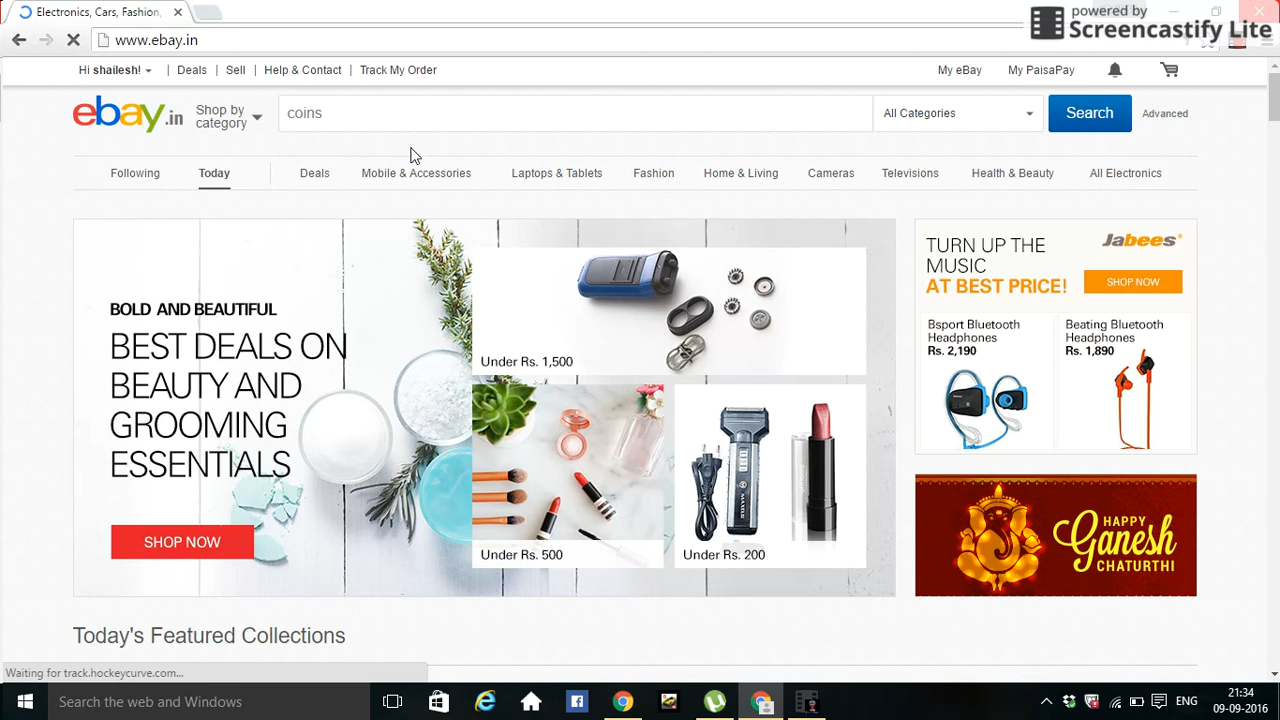 Electronics, Cars, Fashion,
powered by
Screencastify Lite
www.ebay.in
Hi shailesh! Deals Sell Help & Contact Track My Order My eBay My PaisaPay
ebay.in Shop by category coins All Categories Search Advanced
Following Today Deals Mobile & Accessories Laptops & Tablets Fashion Home & Living Cameras Televisions Health & Beauty All Electronics
BOLD AND BEAUTIFUL
BEST DEALS ON
BEAUTY AND
GROOMING
ESSENTIALS
SHOP NOW
Under Rs. 1,500
Under Rs. 500
Under Rs. 200
MAXEL
Jabees
TURN UP THE
MUSIC
AT BEST PRICE!
SHOP NOW
Bsport Bluetooth
Headphones
Rs. 2,190
Beating Bluetooth
Headphones
Rs. 1,890
HAPPY
Ganesh
CHATURTHI
Today's Featured Collections
Waiting for track.hockeycurve.com...
Search the web and Windows
ENG
21:34
09-09-2016